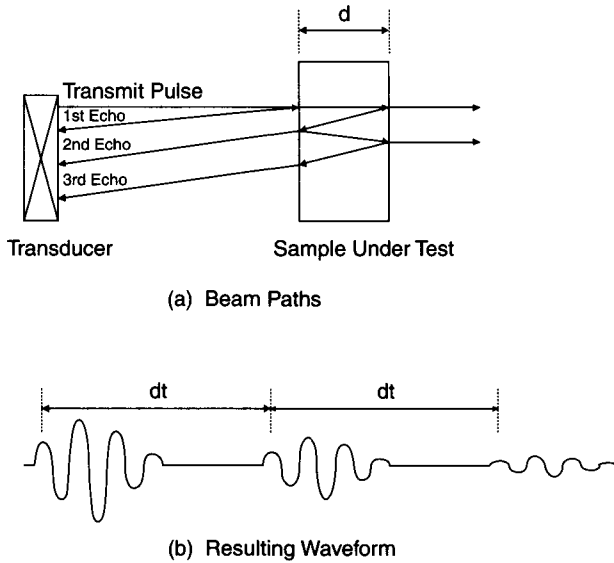 d
Transmit Pulse
1st Echo
2nd Echo
3rd Echo
Transducer
Sample Under Test
(a) Beam Paths
dt
dt
(b) Resulting Waveform